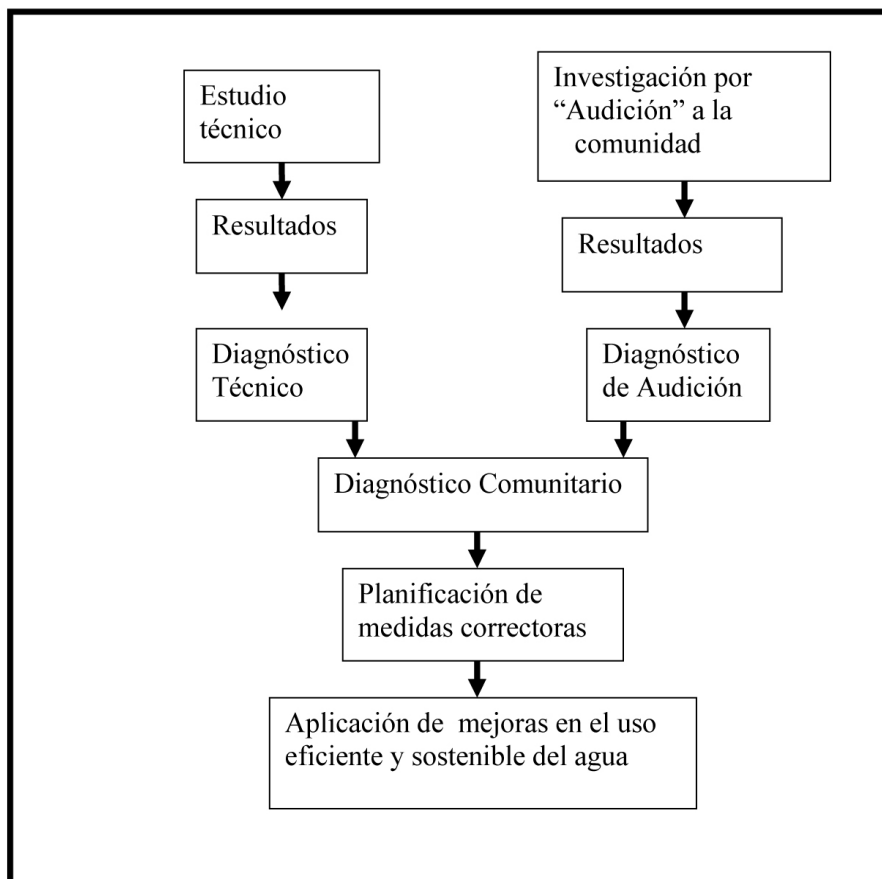 Estudio
técnico
Investigación por
“Audición” a la
comunidad
Resultados
Resultados
Diagnóstico
Técnico
Diagnóstico
de Audición
Diagnóstico Comunitario
Planificación de
medidas correctoras
Aplicación de mejoras en el uso
eficiente y sostenible del agua